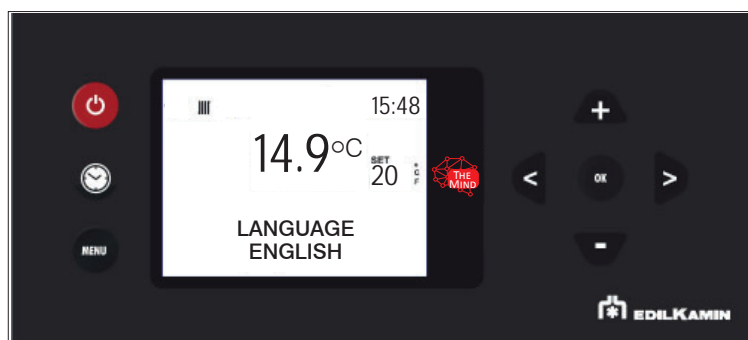 15:48
14.9°C
SET
20
°C
F
THE
MIND
LANGUAGE
ENGLISH
MENU
+
<
OK
>
-
EDILKAMIN